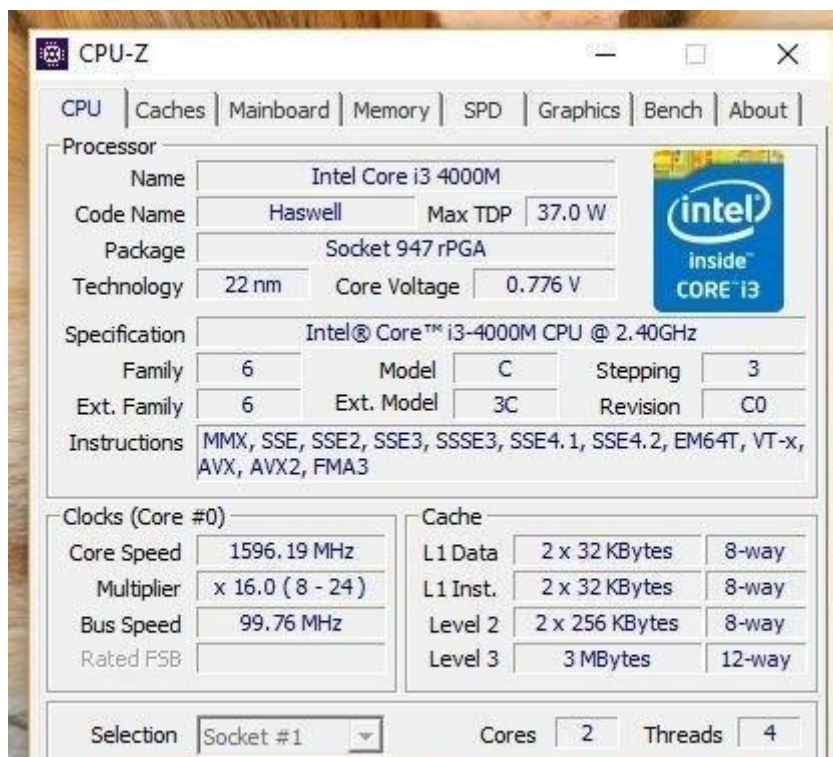 CPU-Z
CPU Caches Mainboard Memory SPD Graphics Bench About
Processor
Name Intel Core i3 4000M
Code Name Haswell Max TDP 37.0 W
Package Socket 947 rPGA
Technology 22 nm Core Voltage 0.776 V
intel
inside™
CORE™i3
Specification Intel® Core™ i3-4000M CPU @ 2.40GHz
Family 6 Model C Stepping 3
Ext. Family 6 Ext. Model 3C Revision C0
Instructions MMX, SSE, SSE2, SSE3, SSSE3, SSE4.1, SSE4.2, EM64T, VT-x,
AVX, AVX2, FMA3
Clocks (Core #0)
Core Speed 1596.19 MHz
Multiplier x 16.0 ( 8 - 24 )
Bus Speed 99.76 MHz
Rated FSB
Cache
L1 Data 2 x 32 KBytes 8-way
L1 Inst. 2 x 32 KBytes 8-way
Level 2 2 x 256 KBytes 8-way
Level 3 3 MBytes 12-way
Selection Socket #1 Cores 2 Threads 4